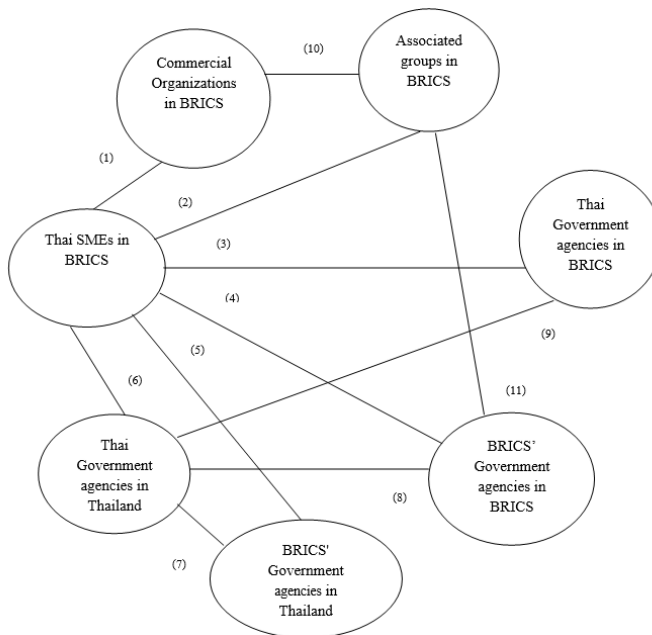 (10)
Associated
groups in
BRICS
Commercial
Organizations
in BRICS
(1)
(2)
Thai
Government
agencies in
BRICS
Thai SMEs in
BRICS
(3)
(4)
(9)
(5)
(6)
(11)
Thai
Government
agencies in
Thailand
BRICS’
Government
agencies in
BRICS
(8)
(7)
BRICS'
Government
agencies in
Thailand